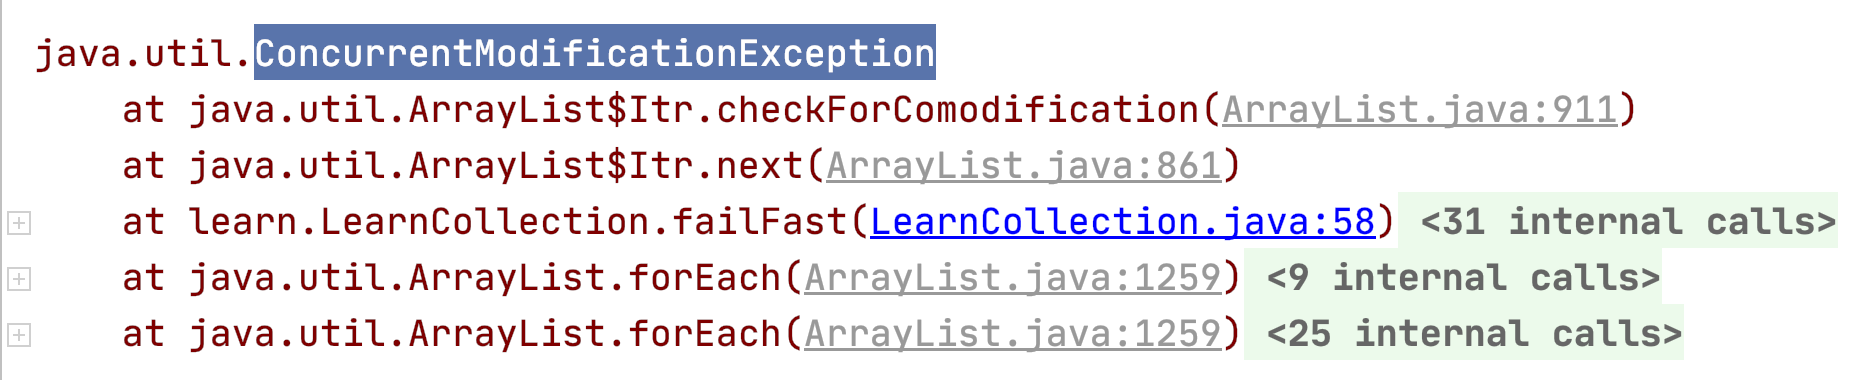 java.util.ConcurrentModificationException
at java.util.ArrayList$Itr.checkForComodification(ArrayList.java:911)
at java.util.ArrayList$Itr.next(ArrayList.java:861)
at learn.LearnCollection.failFast(LearnCollection.java:58) <31 internal calls>
at java.util.ArrayList.forEach(ArrayList.java:1259) <9 internal calls>
at java.util.ArrayList.forEach(ArrayList.java:1259) <25 internal calls>